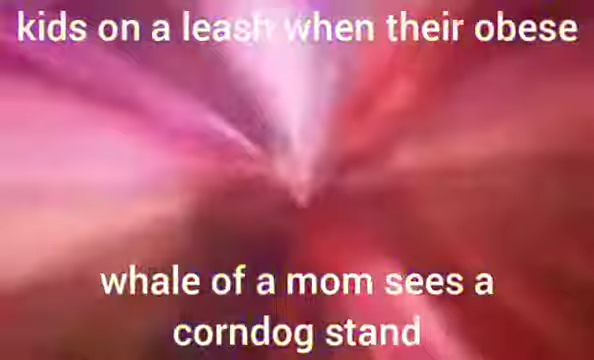 kids on a leash when their obese
whale of a mom sees a
corndog stand